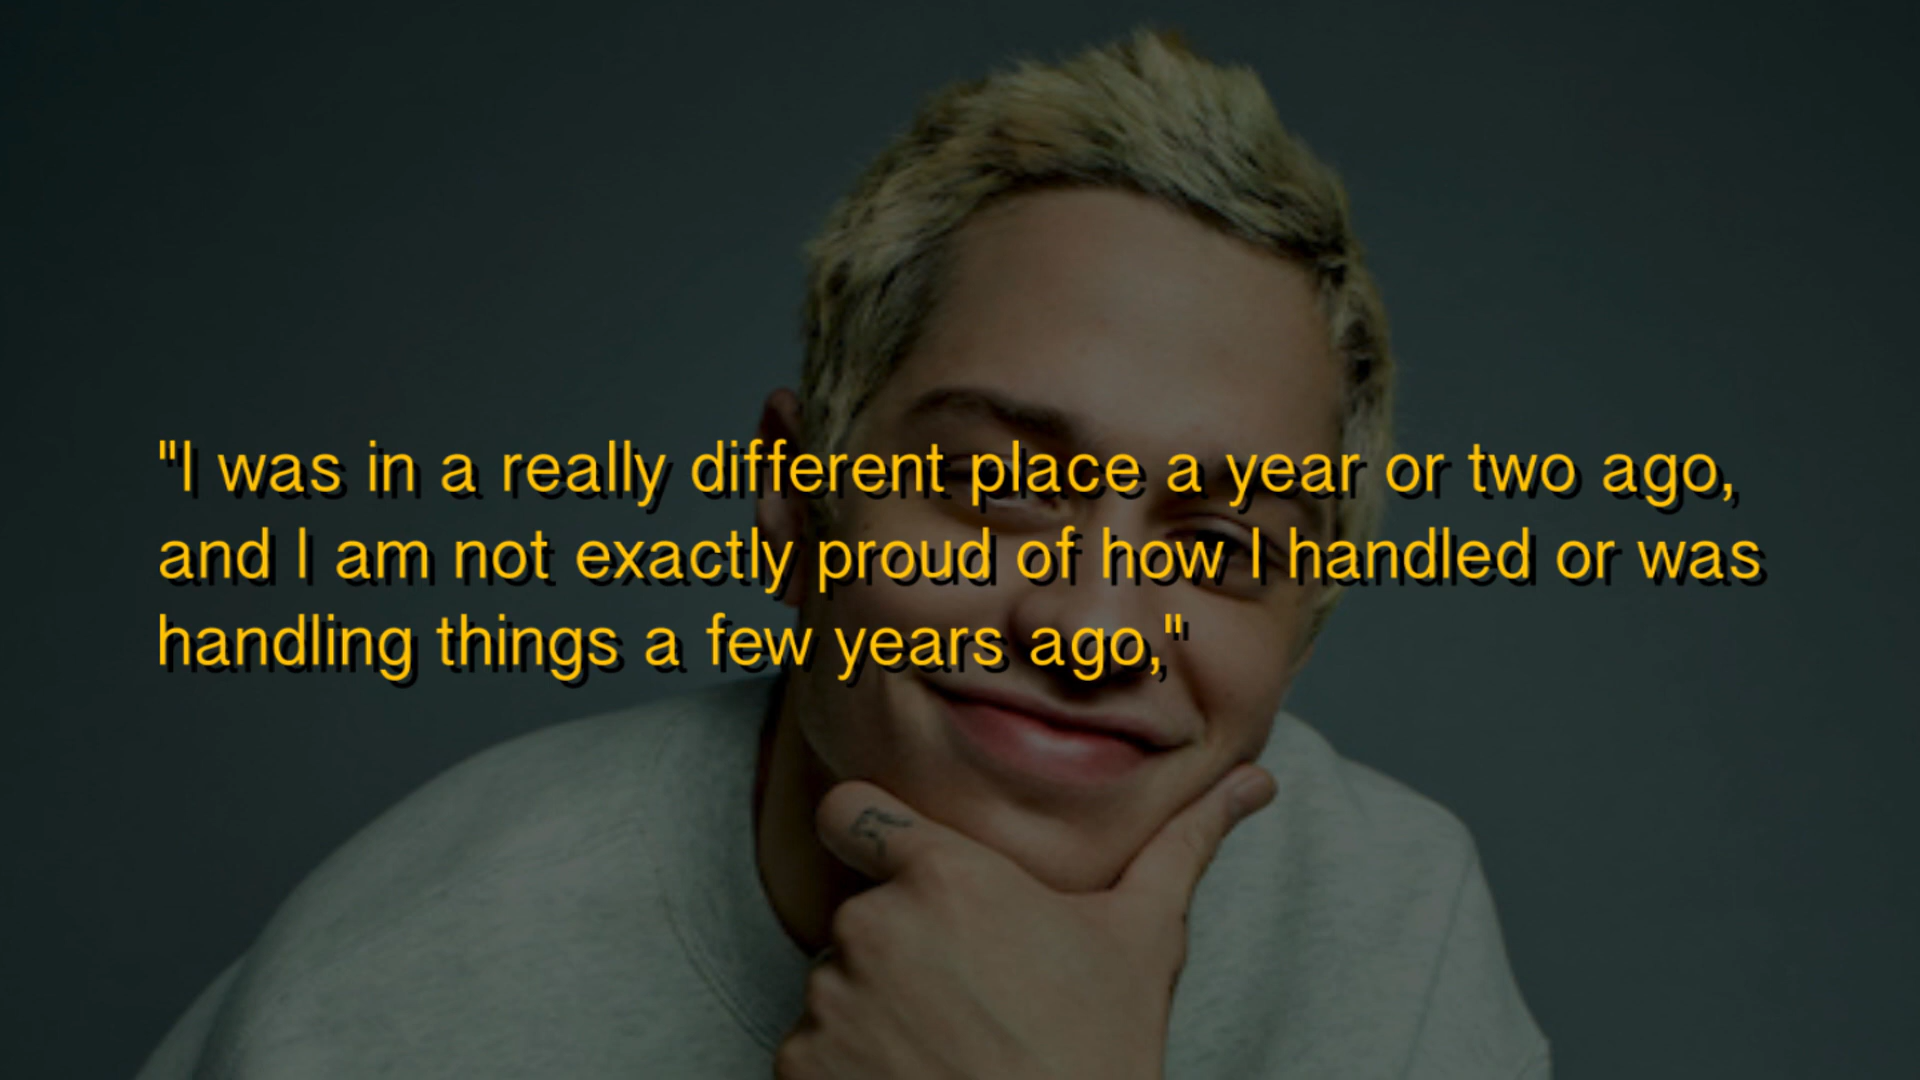 "I was in a really different place a year or two ago,
and I am not exactly proud of how I handled or was
handling things a few years ago,"